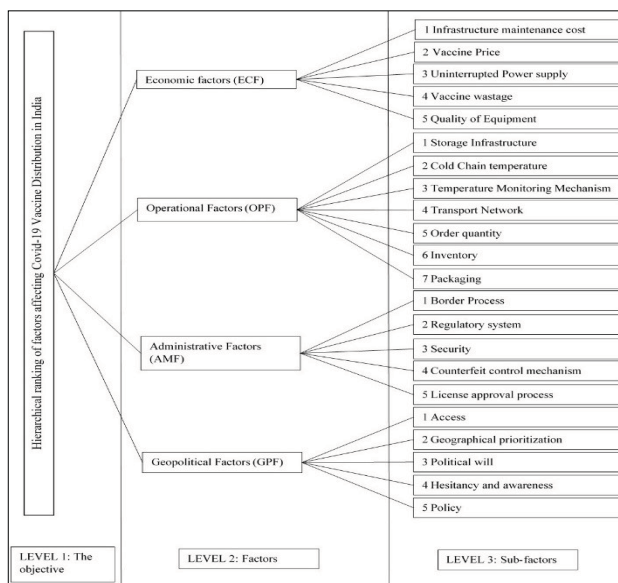 Hierarchical ranking of factors affecting Covid-19 Vaccine Distribution in India
Economic factors (ECF)
1 Infrastructure maintenance cost
2 Vaccine Price
3 Uninterrupted Power supply
4 Vaccine wastage
5 Quality of Equipment
Operational Factors (OPF)
1 Storage Infrastructure
2 Cold Chain temperature
3 Temperature Monitoring Mechanism
4 Transport Network
5 Order quantity
6 Inventory
7 Packaging
Administrative Factors
(AMF)
1 Border Process
2 Regulatory system
3 Security
4 Counterfeit control mechanism
5 License approval process
Geopolitical Factors (GPF)
1 Access
2 Geographical prioritization
3 Political will
4 Hesitancy and awareness
5 Policy
LEVEL 1: The
objective
LEVEL 2: Factors
LEVEL 3: Sub-factors